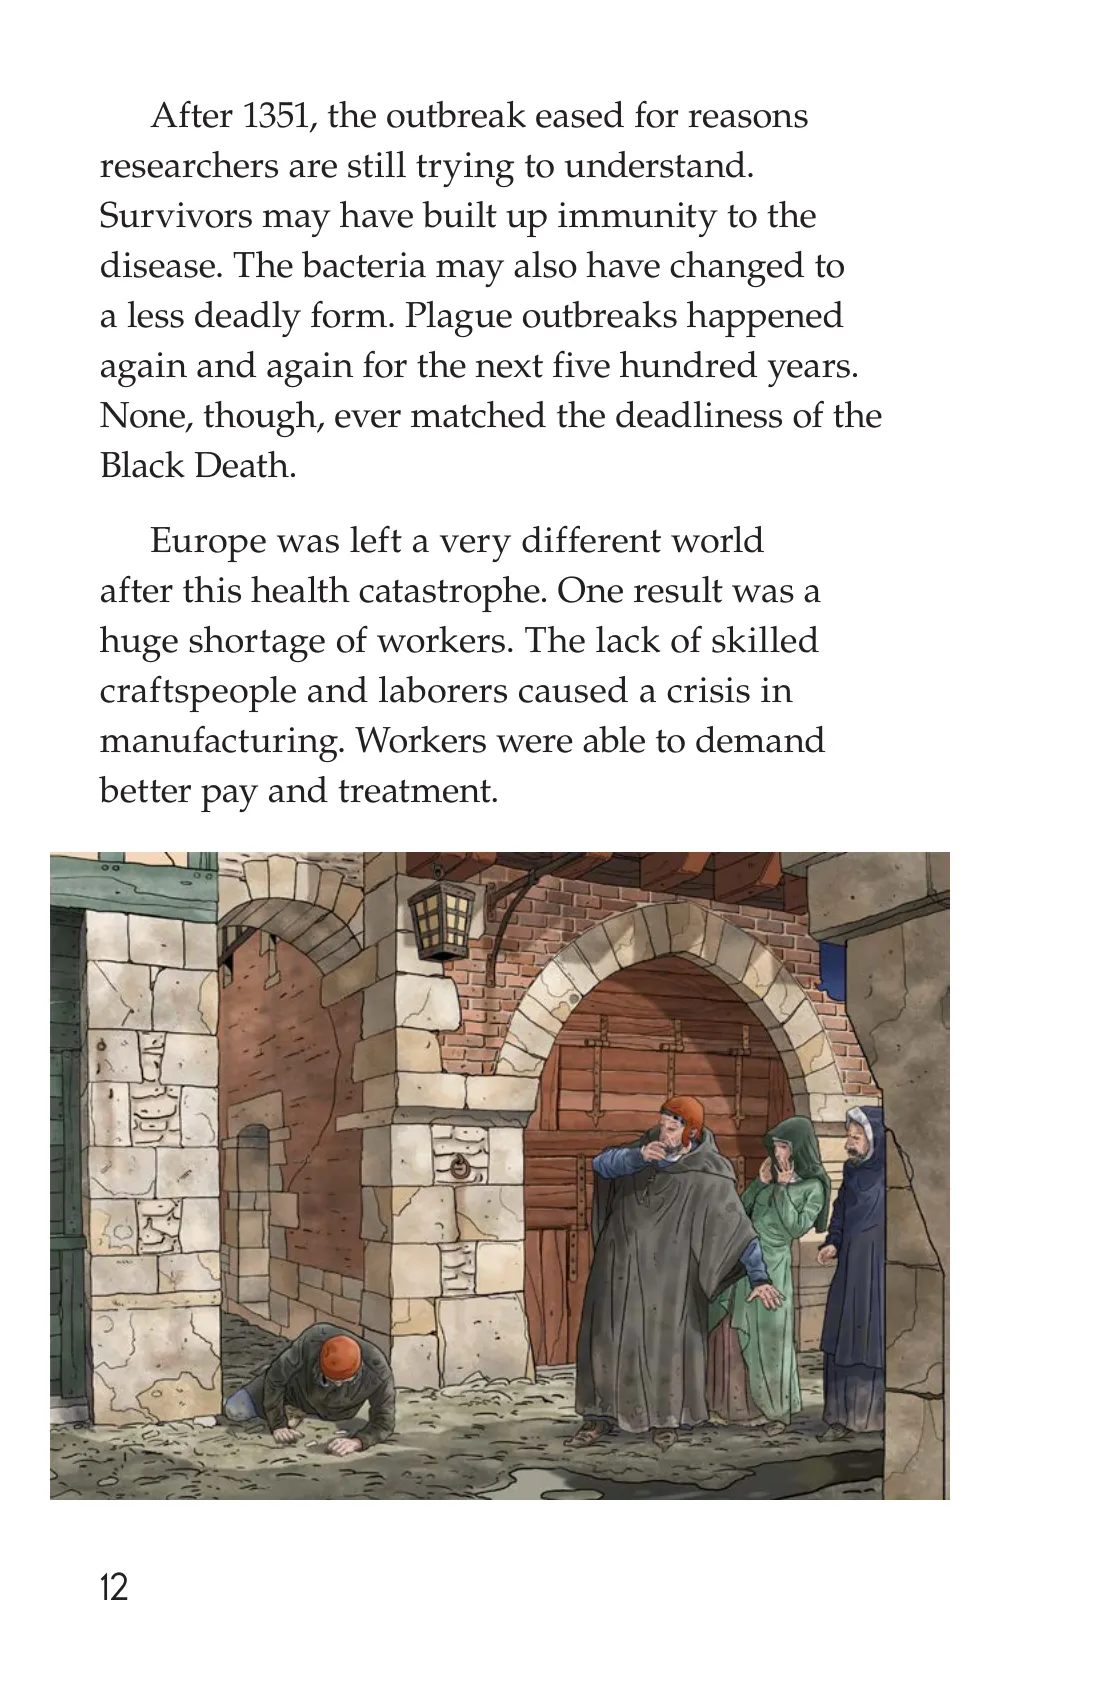 After 1351, the outbreak eased for reasons
researchers are still trying to understand.
Survivors may have built up immunity to the
disease. The bacteria may also have changed to
a less deadly form. Plague outbreaks happened
again and again for the next five hundred years.
None, though, ever matched the deadliness of the
Black Death.
Europe was left a very different world
after this health catastrophe. One result was a
huge shortage of workers. The lack of skilled
craftspeople and laborers caused a crisis in
manufacturing. Workers were able to demand
better pay and treatment.
12